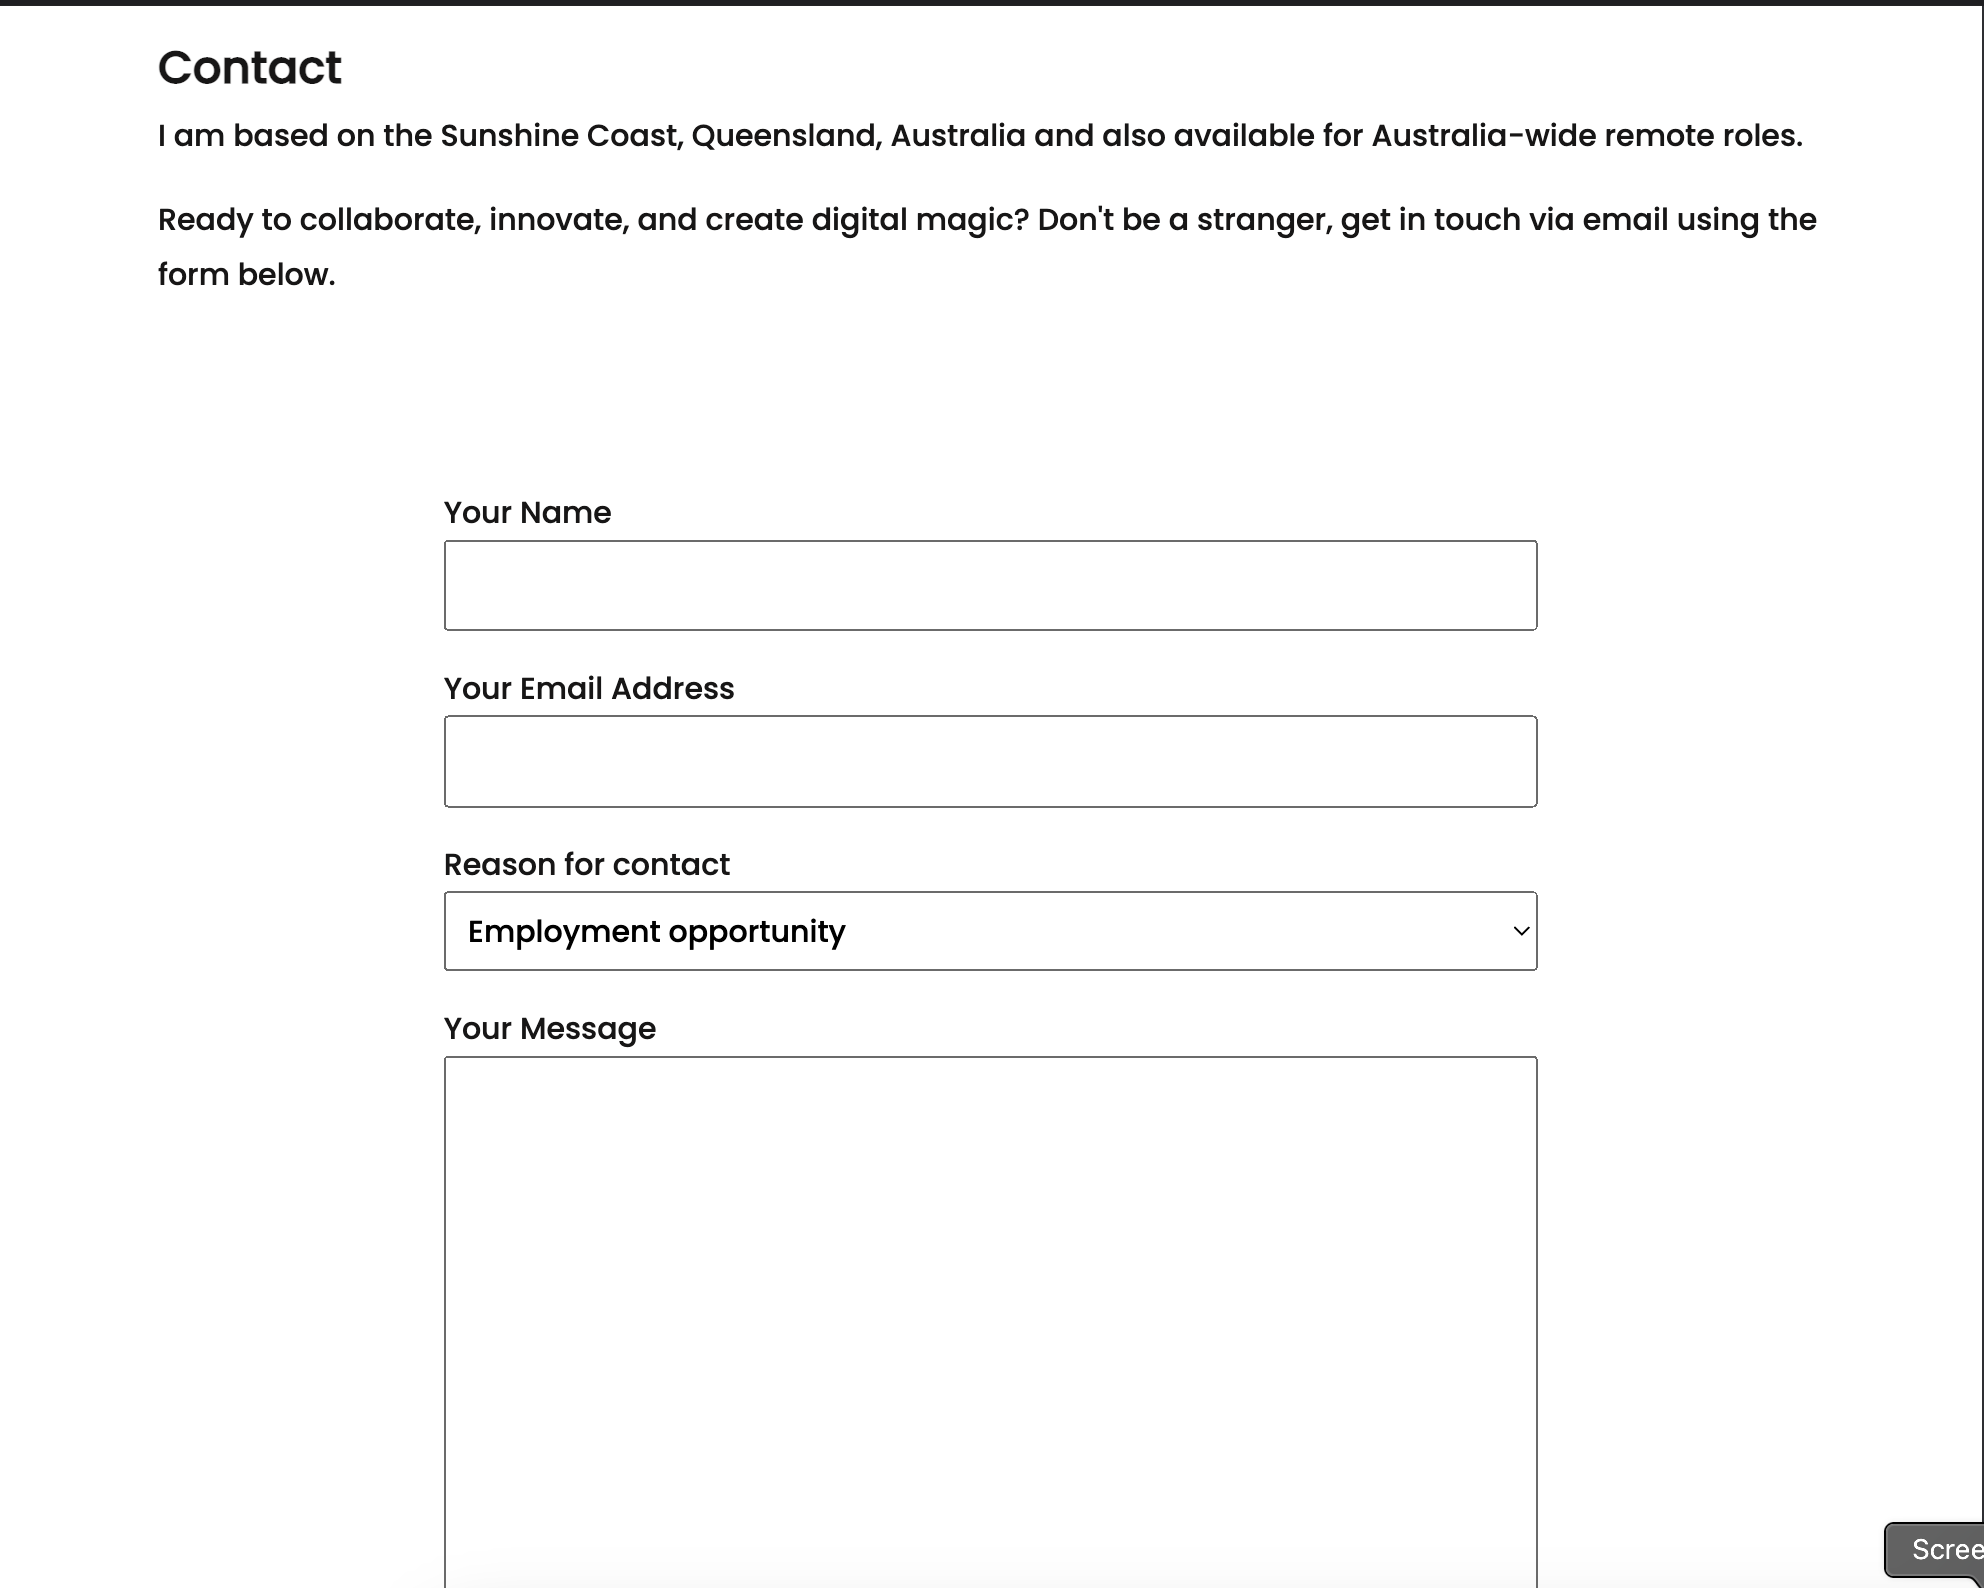 Contact
I am based on the Sunshine Coast, Queensland, Australia and also available for Australia-wide remote roles.
Ready to collaborate, innovate, and create digital magic? Don't be a stranger, get in touch via email using the
form below.
Your Name
Your Email Address
Reason for contact
Employment opportunity
Your Message
Scree